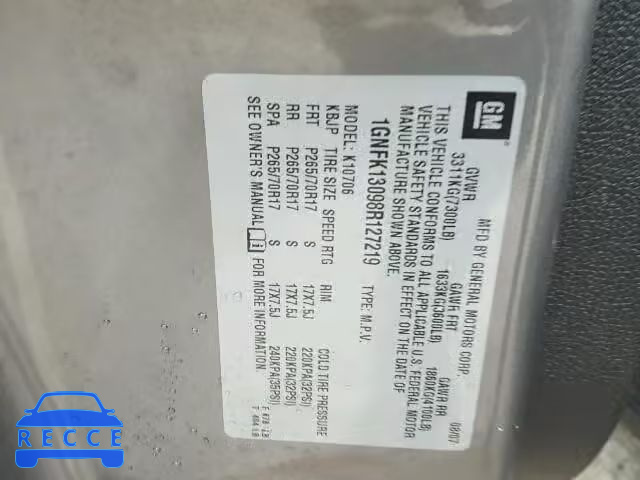 GM
MFD BY GENERAL MOTORS CORP. 08/07
GVWR GAWR FRT GAWR RR
3311KG(7300LB) 1633KG(3600LB) 1860KG(4100LB)
THIS VEHICLE CONFORMS TO ALL APPLICABLE U.S. FEDERAL MOTOR
VEHICLE SAFETY STANDARDS IN EFFECT ON THE DATE OF
MANUFACTURE SHOWN ABOVE.
1GNFK13098R127219 TYPE: M.P.V.
MODEL: K10706
KBJP TIRE SIZE SPEED RTG RIM COLD TIRE PRESSURE
FRT P265/70R17 S 17X7.5J 220KPA(32PSI)
RR P265/70R17 S 17X7.5J 220KPA(32PSI)
SPA P265/70R17 S 17X7.5J 240KPA(35PSI)
SEE OWNER'S MANUAL FOR MORE INFORMATION.
RECCE